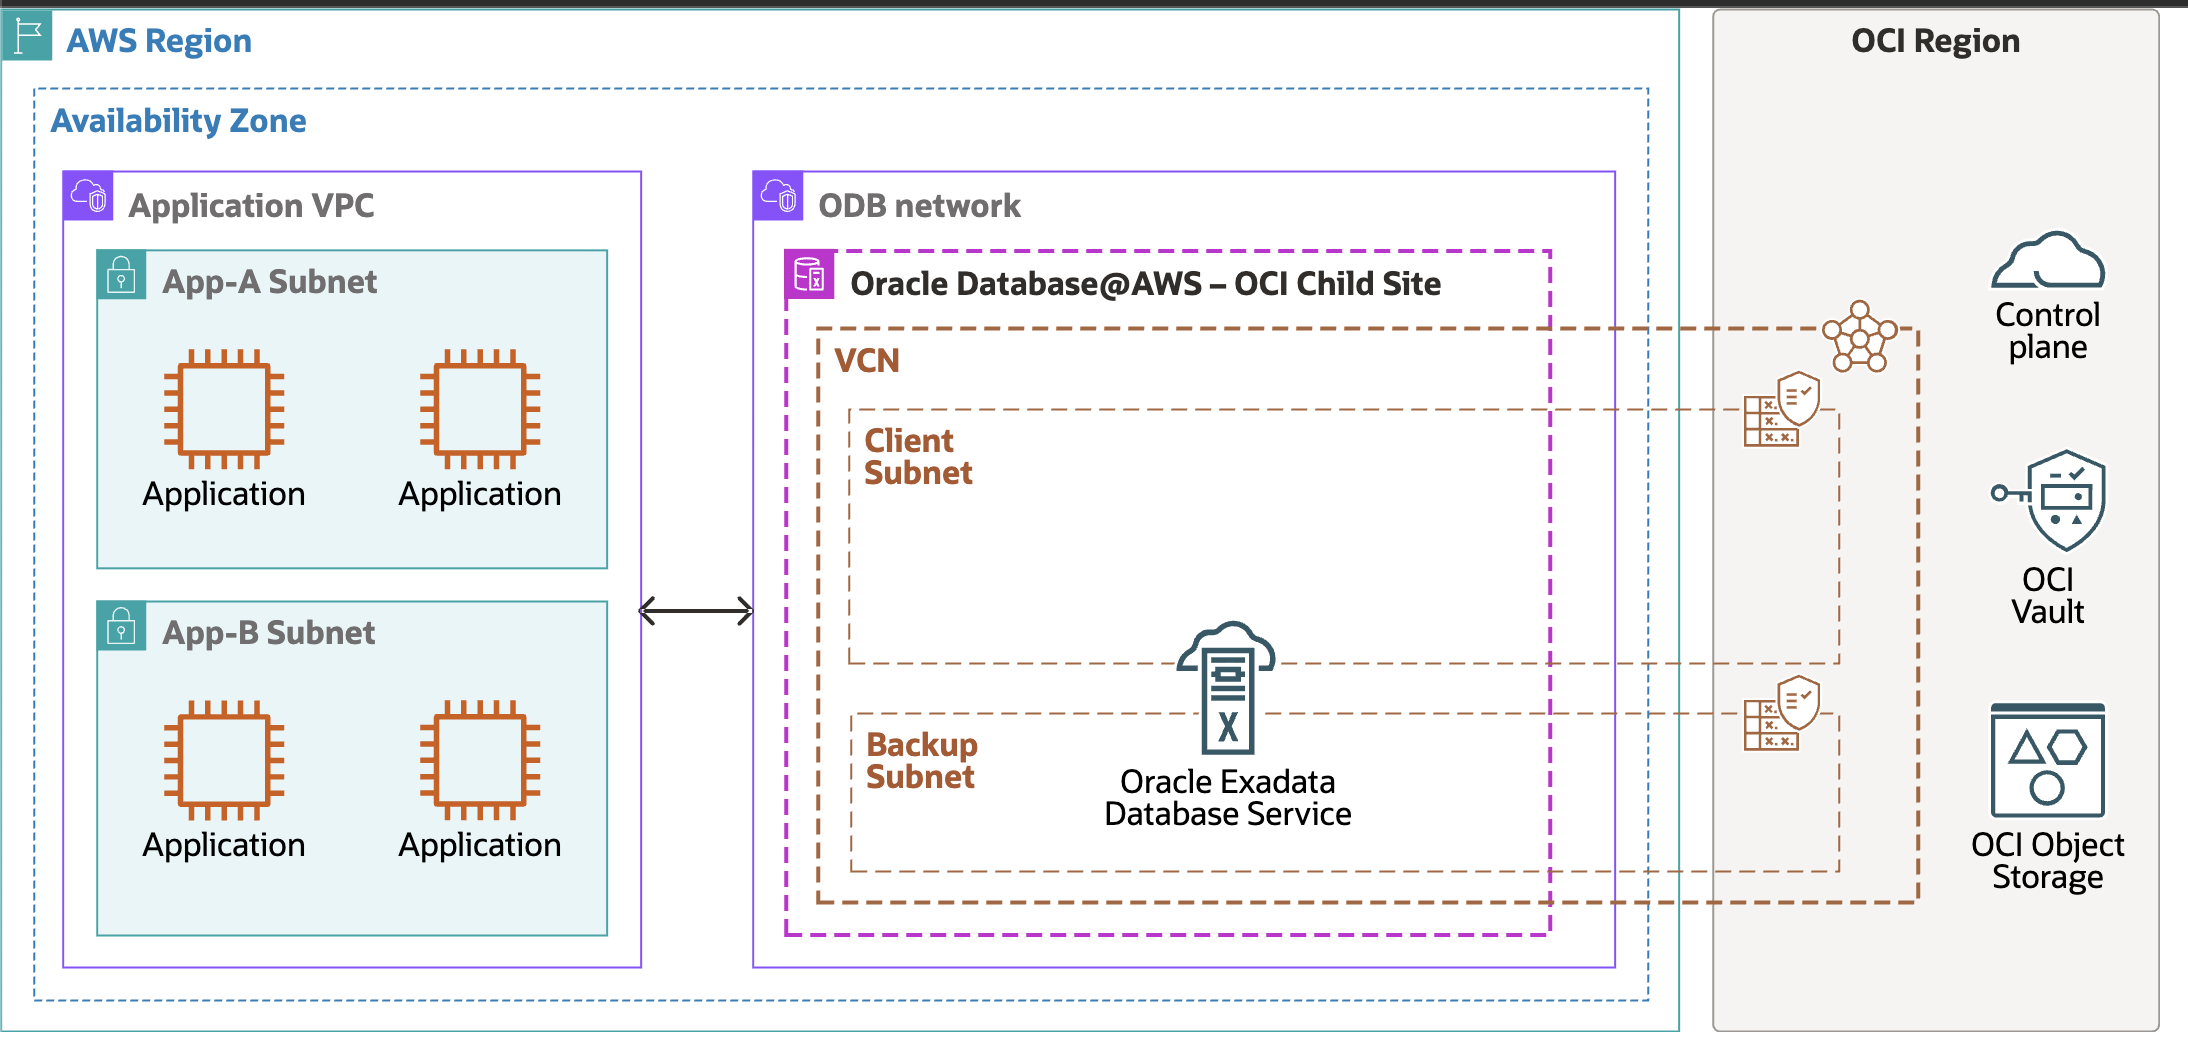 AWS Region
OCI Region
Availability Zone
Application VPC
App-A Subnet
Application
Application
App-B Subnet
Application
Application
ODB network
Oracle Database@AWS – OCI Child Site
VCN
Client
Subnet
X
Backup
Subnet
Oracle Exadata
Database Service
Control
plane
OCI
Vault
OCI Object
Storage